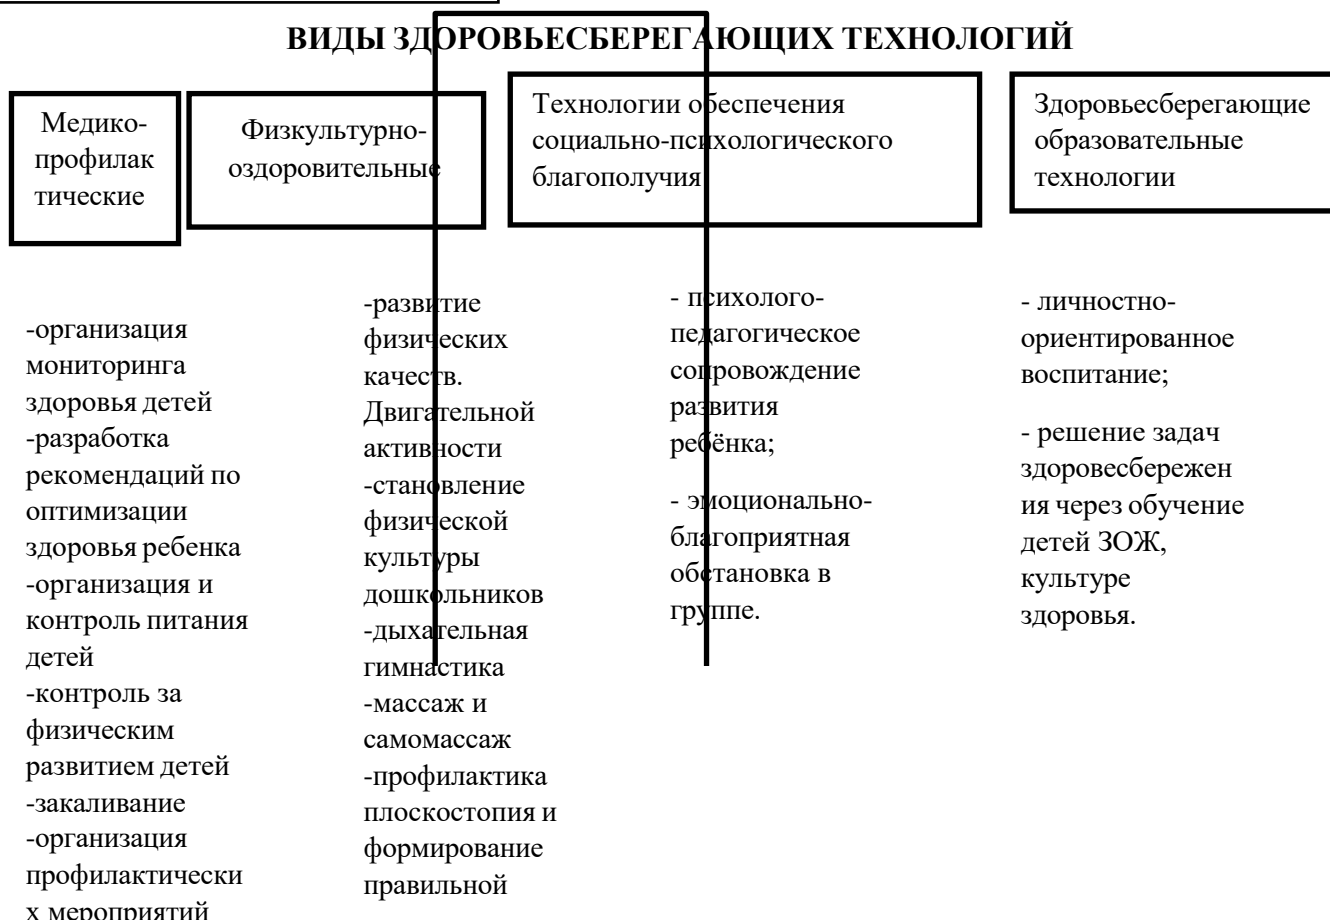 ВИДЫ ЗДОРОВЬЕСБЕРЕГАЮЩИХ ТЕХНОЛОГИЙ
Медико-
профилак
тические
Физкультурно-
оздоровительные
Технологии обеспечения
социально-психологического
благополучия
Здоровьесберегающие
образовательные
технологии
-организация
мониторинга
здоровья детей
-разработка
рекомендаций по
оптимизации
здоровья ребенка
-организация и
контроль питания
детей
-контроль за
физическим
развитием детей
-закаливание
-организация
профилактически
х мероприятий
-развитие
физических
качеств.
Двигательной
активности
-становление
физической
культуры
дошкольников
-дыхательная
гимнастика
-массаж и
самомассаж
-профилактика
плоскостопия и
формирование
правильной
- психолого-
педагогическое
сопровождение
развития
ребёнка;
- эмоционально-
благоприятная
обстановка в
группе.
- личностно-
ориентированное
воспитание;
- решение задач
здоровесбережен
ия через обучение
детей ЗОЖ,
культуре
здоровья.